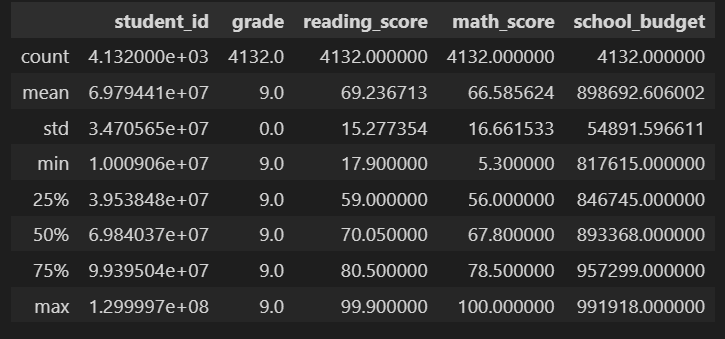 student_id grade reading_score math_score school_budget
count 4.132000e+03 4132.0 4132.000000 4132.000000 4132.000000
mean 6.979441e+07 9.0 69.236713 66.585624 898692.606002
std 3.470565e+07 0.0 15.277354 16.661533 54891.596611
min 1.000906e+07 9.0 17.900000 5.300000 817615.000000
25% 3.953848e+07 9.0 59.000000 56.000000 846745.000000
50% 6.984037e+07 9.0 70.050000 67.800000 893368.000000
75% 9.939504e+07 9.0 80.500000 78.500000 957299.000000
max 1.299997e+08 9.0 99.900000 100.000000 991918.000000